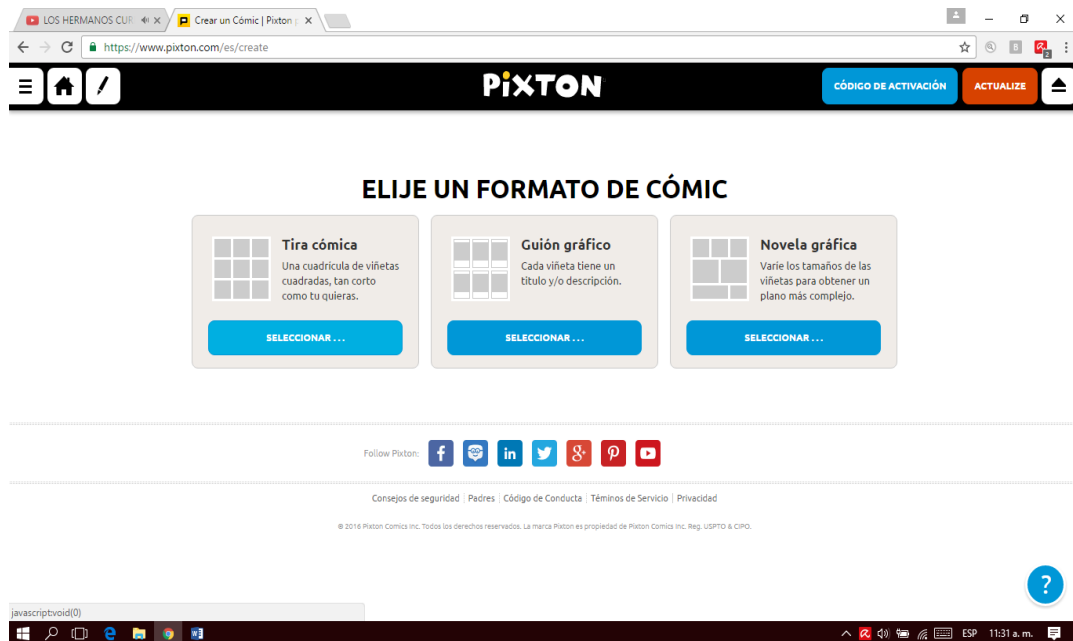 LOS HERMANOS CUR
Crear un Cómic | Pixton p
https://www.pixton.com/es/create
PiXTON
CÓDIGO DE ACTIVACIÓN
ACTUALIZE
ELIJE UN FORMATO DE CÓMIC
Tira cómica
Una cuadrícula de viñetas
cuadradas, tan corto
como tu quieras.
SELECCIONAR . . .
Guión gráfico
Cada viñeta tiene un
titulo y/o descripción.
SELECCIONAR . . .
Novela gráfica
Varíe los tamaños de las
viñetas para obtener un
plano más complejo.
SELECCIONAR . . .
Follow Pixton:
Consejos de seguridad | Padres | Código de Conducta | Téminos de Servicio | Privacidad
© 2016 Pixton Comics Inc. Todos los derechos reservados. La marca Pixton es propiedad de Pixton Comics Inc. Reg. USPTO & CIPO.
?
javascript:void(0)
ESP 11:31 a. m.